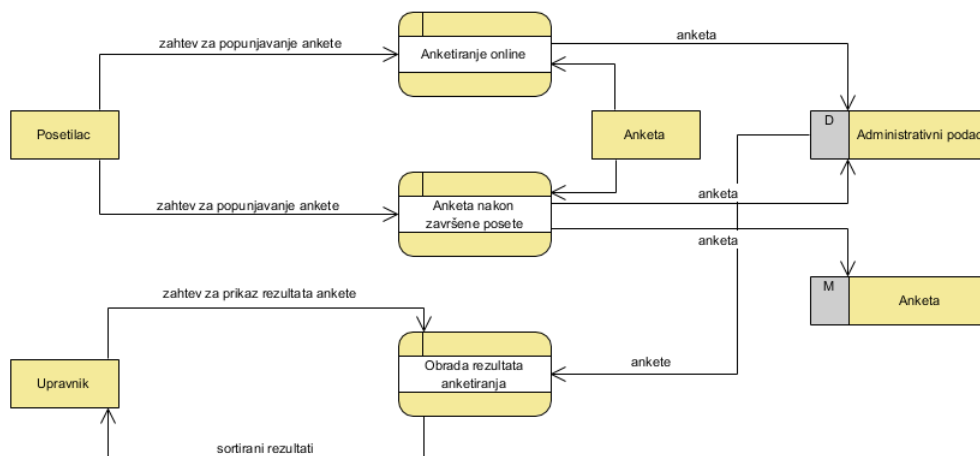 zahtev za popunjavanje ankete
Anketiranje online
anketa
Posetilac
Anketa
D
Administrativni podac
zahtev za popunjavanje ankete
Anketa nakon
završene posete
anketa
anketa
M
Anketa
zahtev za prikaz rezultata ankete
Upravnik
Obrada rezultata
anketiranja
ankete
sortirani rezultati